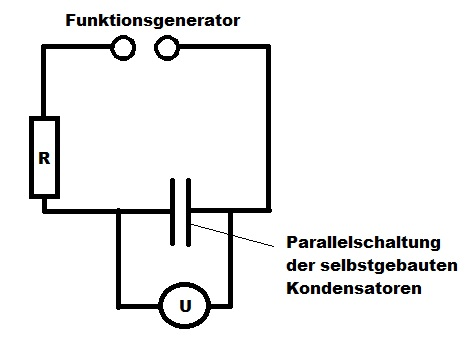 Funktionsgenerator
R
Parallelschaltung
der selbstgebauten
Kondensatoren
U